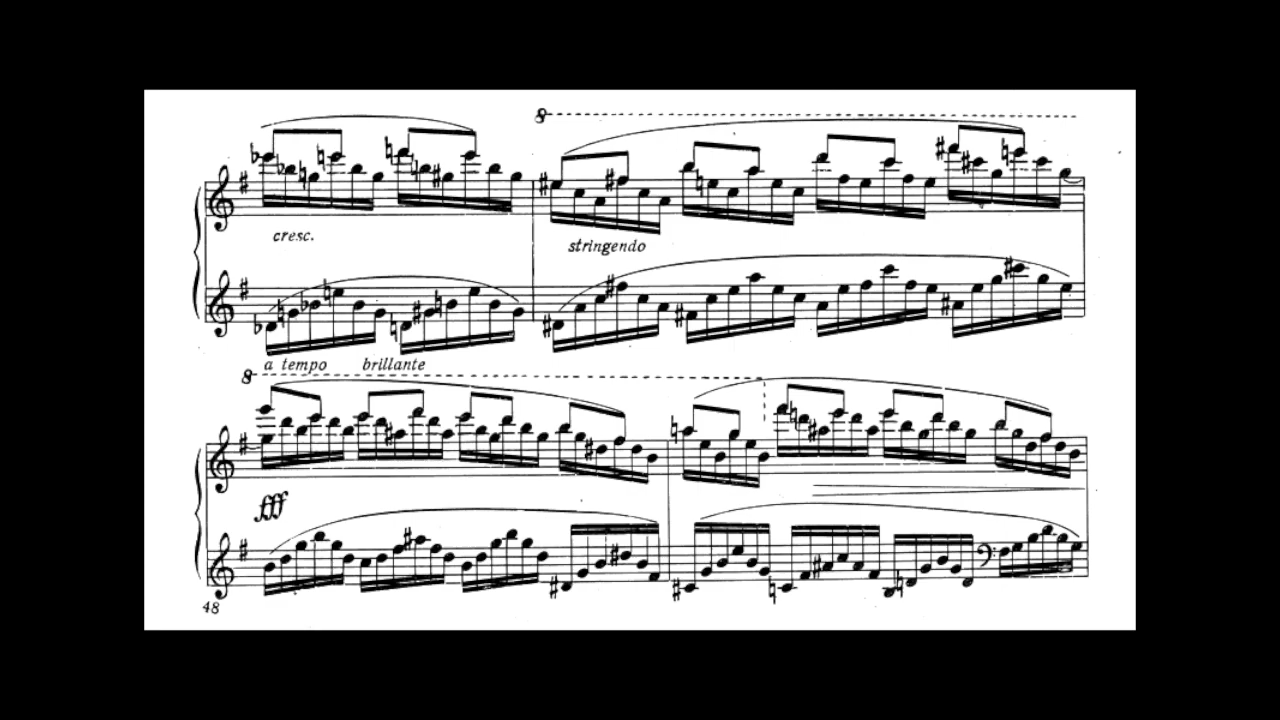 8
cresc.
stringendo
a tempo brillante
8
fff
48